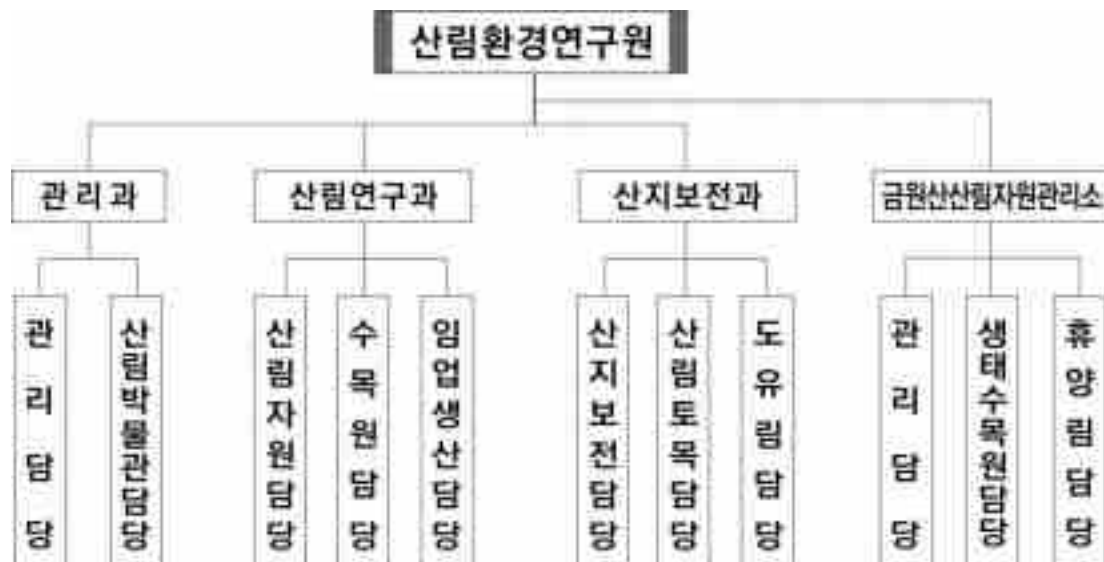 산림환경연구원
관리과
산림연구과
산지보전과
금원산산림자원관리소
관리담당
산림박물관담당
산림자원담당
수목원담당
임업생산담당
산지보전담당
산림토목담당
도유림담당
관리담당
생태수목원담당
휴양림담당